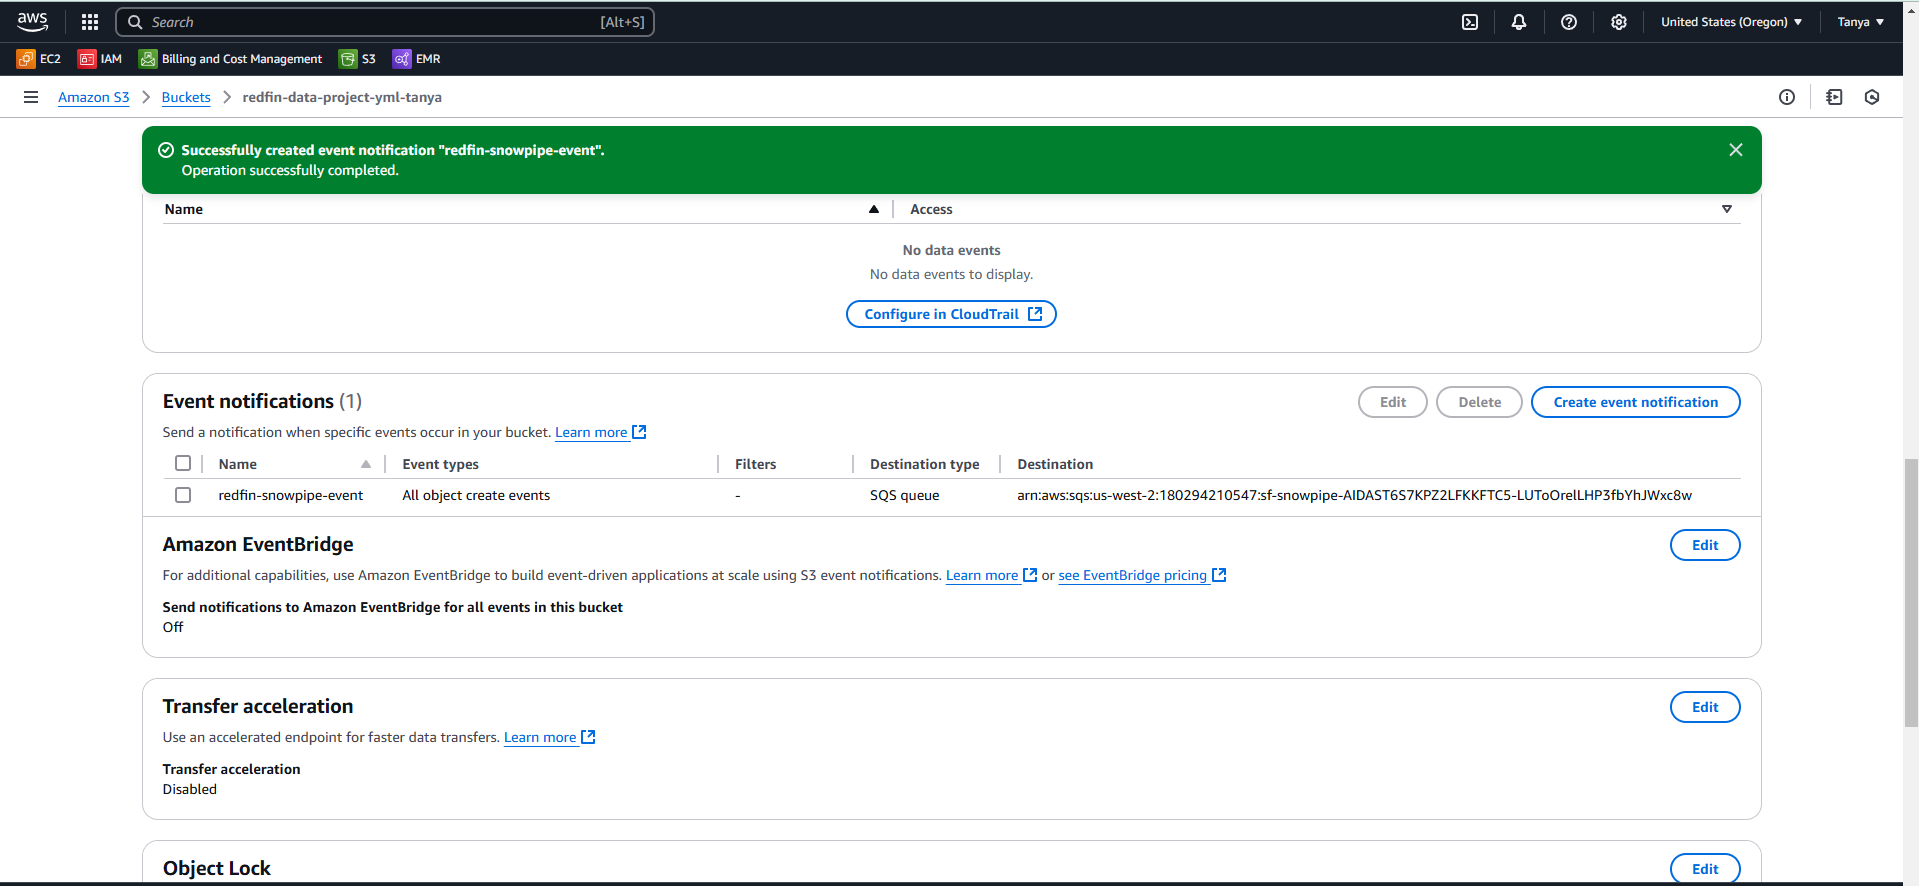 aws
Search [Alt+S]
United States (Oregon)
Tanya
EC2 IAM Billing and Cost Management S3 EMR
Amazon S3 > Buckets > redfin-data-project-yml-tanya
Successfully created event notification "redfin-snowpipe-event".
Operation successfully completed.
Name Access
No data events
No data events to display.
Configure in CloudTrail
Event notifications (1)
Edit Delete Create event notification
Send a notification when specific events occur in your bucket. Learn more
Name Event types Filters Destination type Destination
redfin-snowpipe-event All object create events - SQS queue arn:aws:sqs:us-west-2:180294210547:sf-snowpipe-AIDAST6S7KPZ2LFKKFTC5-LUToOrelLHP3fbYhJWxc8w
Amazon EventBridge
Edit
For additional capabilities, use Amazon EventBridge to build event-driven applications at scale using S3 event notifications. Learn more or see EventBridge pricing
Send notifications to Amazon EventBridge for all events in this bucket
Off
Transfer acceleration
Edit
Use an accelerated endpoint for faster data transfers. Learn more
Transfer acceleration
Disabled
Object Lock
Edit